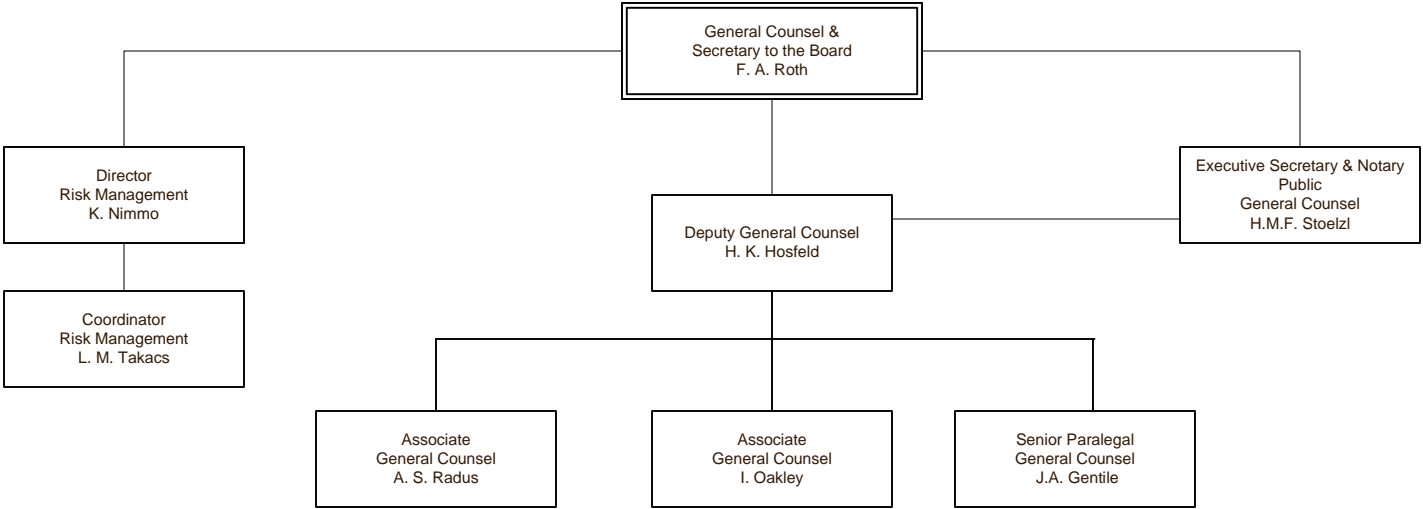 General Counsel &
Secretary to the Board
F. A. Roth
Director
Risk Management
K. Nimmo
Executive Secretary & Notary
Public
General Counsel
H.M.F. Stoelzl
Deputy General Counsel
H. K. Hosfeld
Coordinator
Risk Management
L. M. Takacs
Associate
General Counsel
A. S. Radus
Associate
General Counsel
I. Oakley
Senior Paralegal
General Counsel
J.A. Gentile